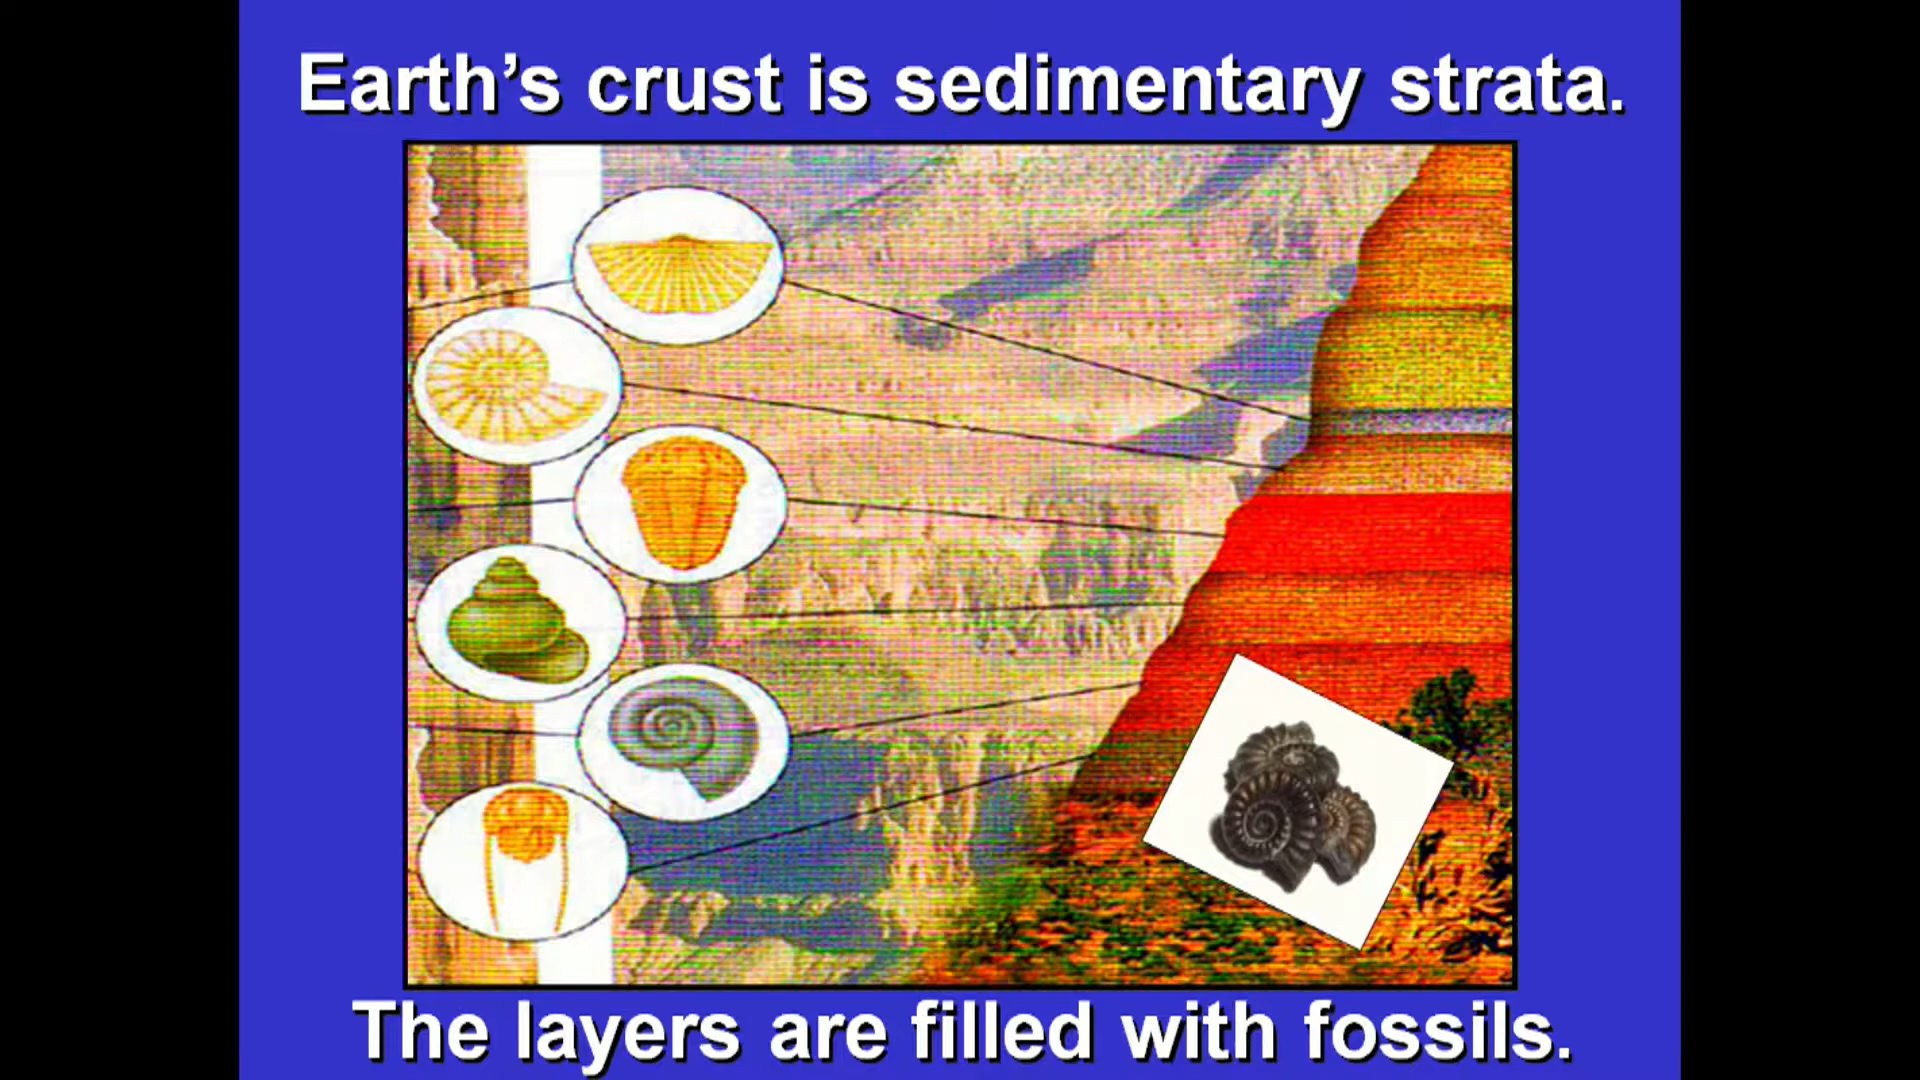 Earth’s crust is sedimentary strata.
The layers are filled with fossils.